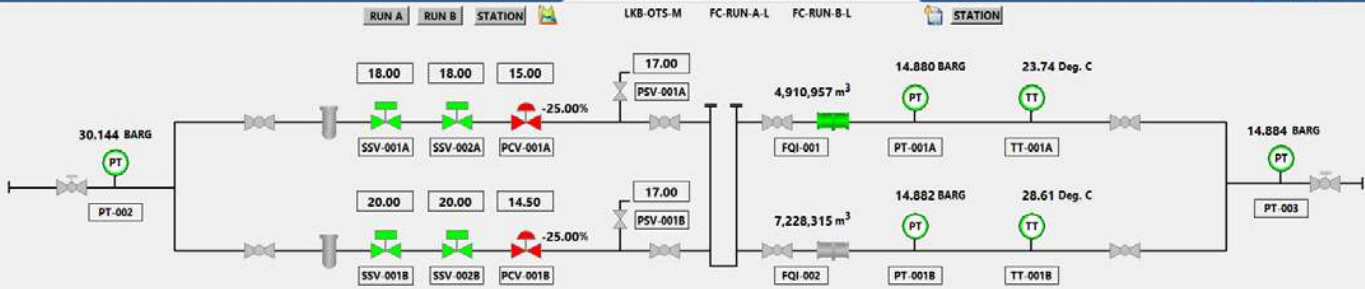 RUN A RUN B STATION LKB-OTS-M FC-RUN-A-L FC-RUN-B-L STATION
18.00 18.00 15.00 17.00 14.880 BARG 23.74 Deg. C
PSV-001A 4,910,957 m³ PT TT
-25.00%
30.144 BARG 14.884 BARG
SSV-001A SSV-002A PCV-001A FQI-001 PT-001A TT-001A
PT PT
20.00 20.00 14.50 17.00 14.882 BARG 28.61 Deg. C
PT-002 PT-003
PSV-001B 7,228,315 m³ PT TT
-25.00%
SSV-001B SSV-002B PCV-001B FQI-002 PT-001B TT-001B